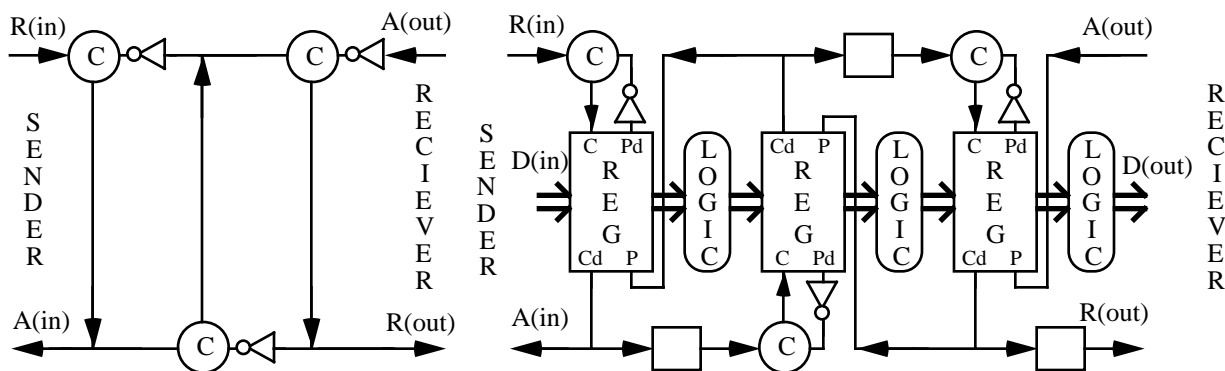 R(in)
A(out)
C
C
SENDER
RECIEVER
A(in)
C
R(out)
R(in)
C
C
A(out)
SENDER
D(in)
C Pd
REG
Cd P
LOGIC
Cd P
REG
C Pd
LOGIC
C Pd
REG
Cd P
LOGIC
D(out)
RECIEVER
A(in)
C
R(out)